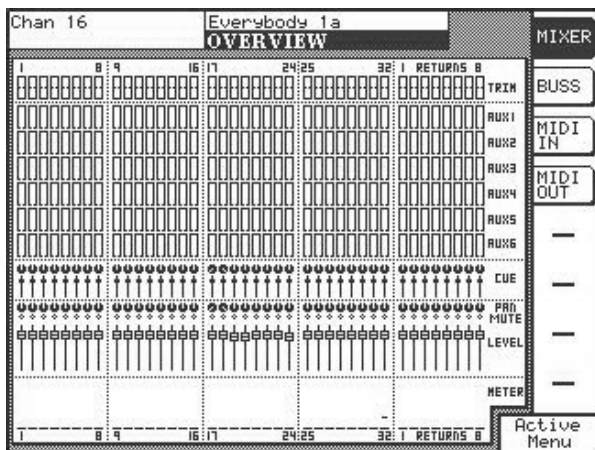 Chan 16
Everybody 1a
OVERVIEW
MIXER
BUSS
MIDI
IN
MIDI
OUT
1 8 9 16 17 24 25 32 1 RETURNS 8
TRIM
AUX1
AUX2
AUX3
AUX4
AUX5
AUX6
CUE
PAN
MUTE
LEVEL
METER
1 8 9 16 17 24 25 32 1 RETURNS 8
Active
Menu